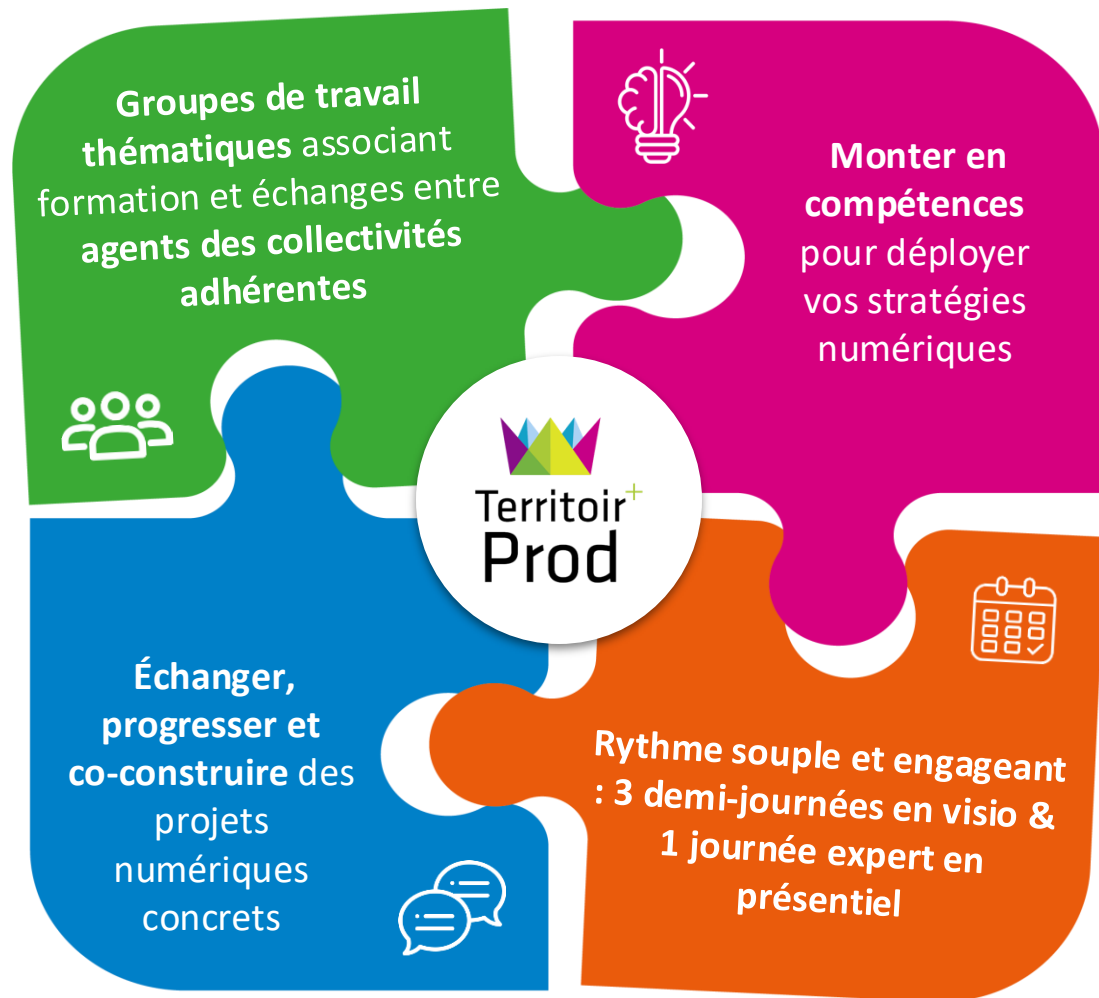 Groupes de travail
thématiques associant
formation et échanges entre
agents des collectivités
adhérentes
Monter en
compétences
pour déployer
vos stratégies
numériques
Territoir+
Prod
Échanger,
progresser et
co-construire des
projets
numériques
concrets
Rythme souple et engageant
: 3 demi-journées en visio &
1 journée expert en
présentiel